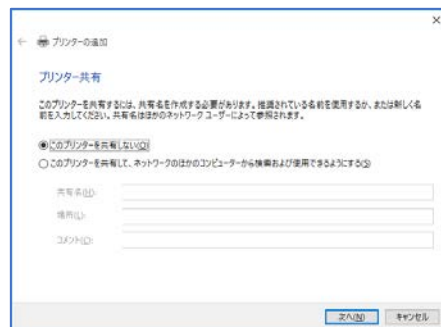 プリンターの追加
プリンター共有
このプリンターを共有するには、共有名を作成する必要があります。推奨されている名前を使用するか、または新しく名
前を入力してください。共有名はほかのネットワーク ユーザーによって参照されます。
このプリンターを共有しない(O)
このプリンターを共有して、ネットワークのほかのコンピューターから検索および使用できるようにする(S)
共有名(H):
場所(L):
コメント(C):
次へ(N) キャンセル